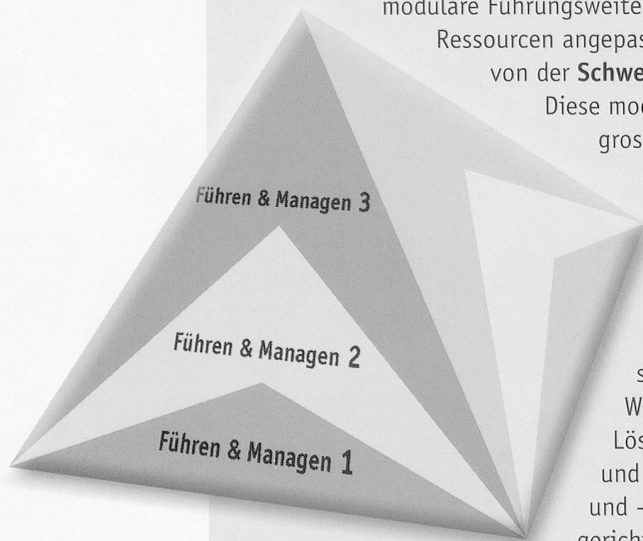 modulare Führungsweite
Ressourcen angepas
von der Schwe
Diese mo
gros
Führen & Managen 3
Führen & Managen 2
Führen & Managen 1
s
W
Lös
und
und -
gericht